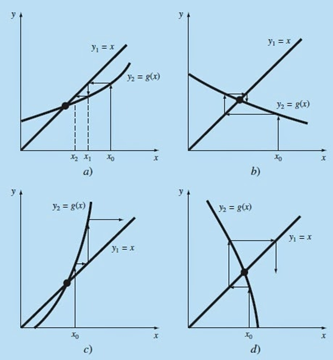 y
y
y₁ = x
y₁ = x
y₂ = g(x)
y₂ = g(x)
x₂ x₁ x₀ x
x₀ x
a)
b)
y
y
y₂ = g(x)
y₂ = g(x)
y₁ = x
y₁ = x
x₀ x
x₀ x
c)
d)